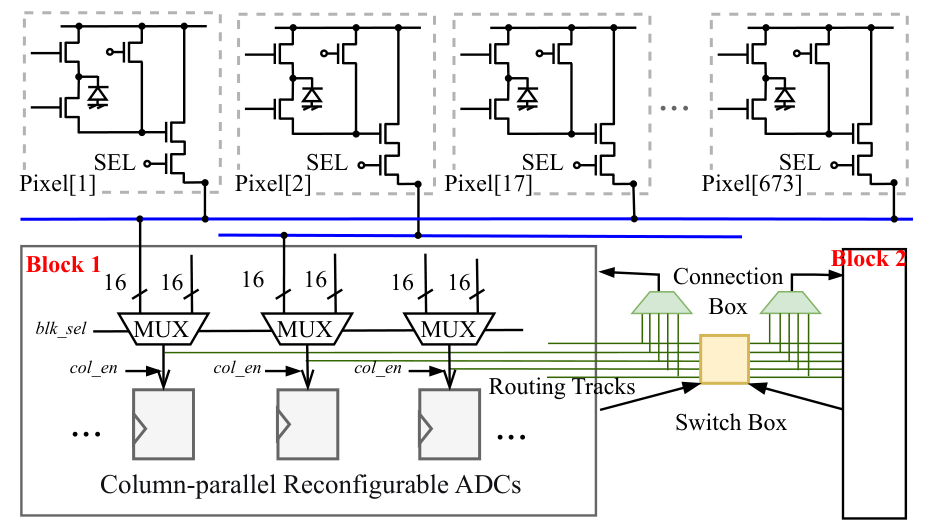 SEL
SEL
SEL
SEL
Pixel[1]
Pixel[2]
Pixel[17]
...
Pixel[673]
Block 1
Block 2
16
16
16
16
16
16
Connection
Box
blk_sel
MUX
MUX
MUX
col_en
col_en
col_en
Routing Tracks
Switch Box
...
...
Column-parallel Reconfigurable ADCs